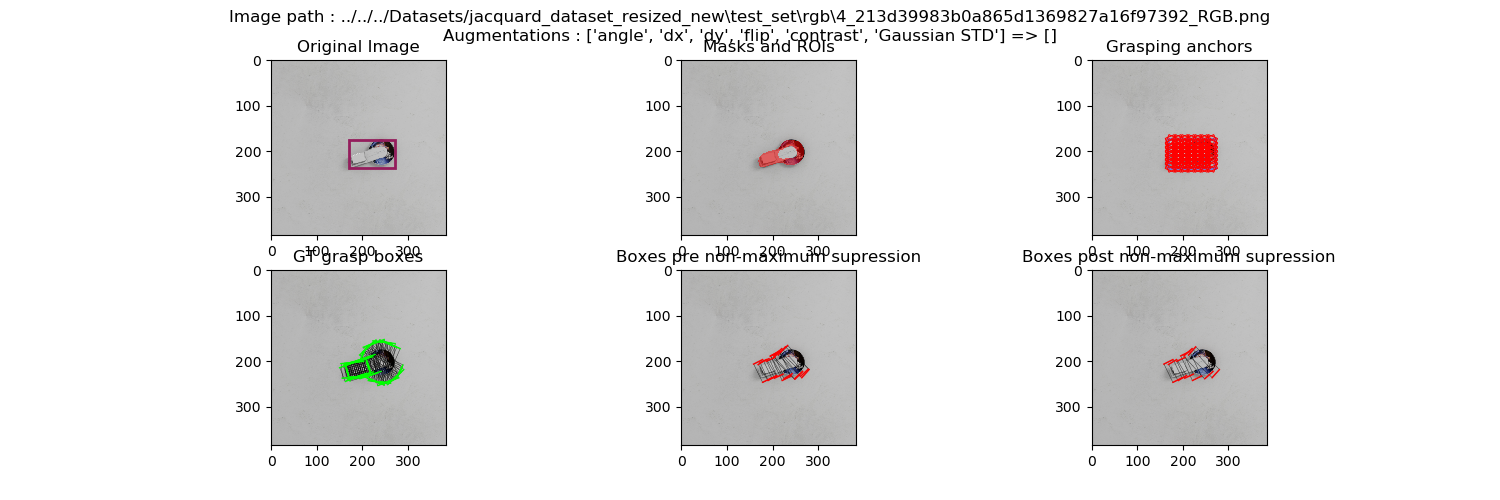 Image path : ../../../Datasets/jacquard_dataset_resized_new\test_set\rgb\4_213d39983b0a865d1369827a16f97392_RGB.png
Augmentations : ['angle', 'dx', 'dy', 'flip', 'contrast', 'Gaussian STD'] => []
Original Image
Masks and ROIs
Grasping anchors
0
100
200
300
0 100 200 300
0
100
200
300
0 100 200 300
0
100
200
300
0 100 200 300
GT grasp boxes
Boxes pre non-maximum supression
Boxes post non-maximum supression
0
100
200
300
0 100 200 300
0
100
200
300
0 100 200 300
0
100
200
300
0 100 200 300